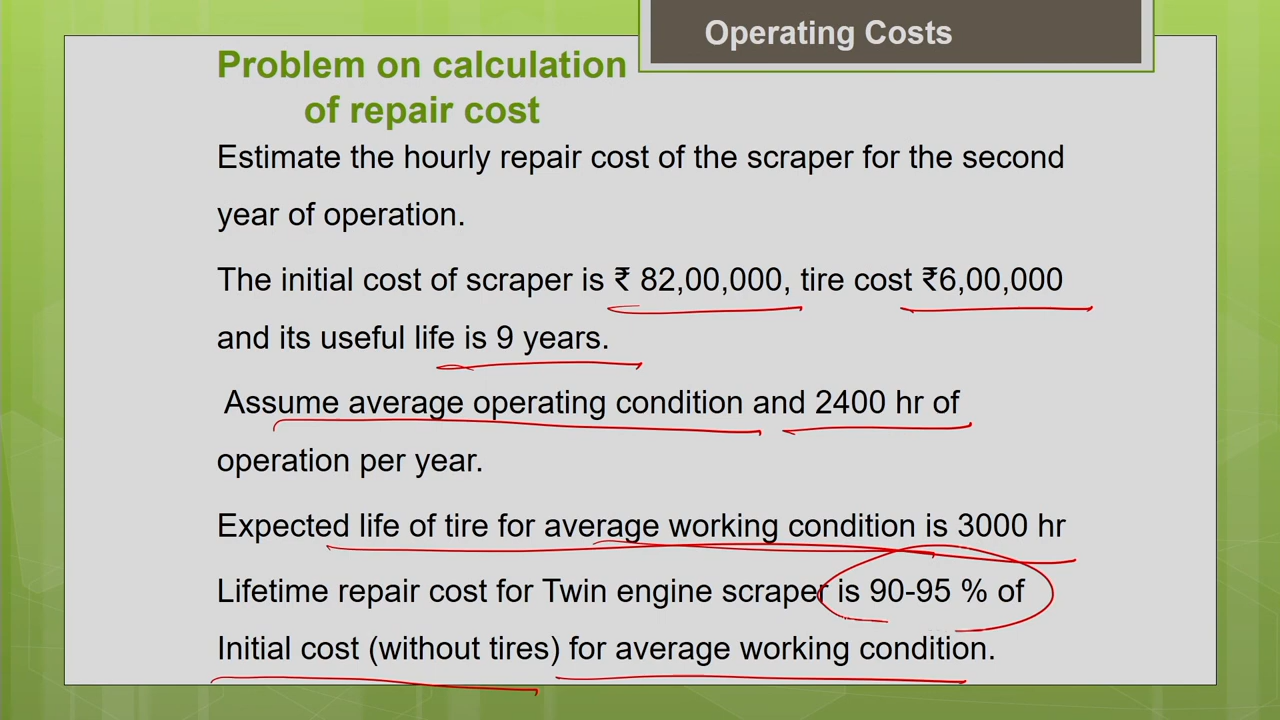 Operating Costs
Problem on calculation
of repair cost
Estimate the hourly repair cost of the scraper for the second
year of operation.
The initial cost of scraper is ₹ 82,00,000, tire cost ₹6,00,000
and its useful life is 9 years.
Assume average operating condition and 2400 hr of
operation per year.
Expected life of tire for average working condition is 3000 hr
Lifetime repair cost for Twin engine scraper is 90-95 % of
Initial cost (without tires) for average working condition.